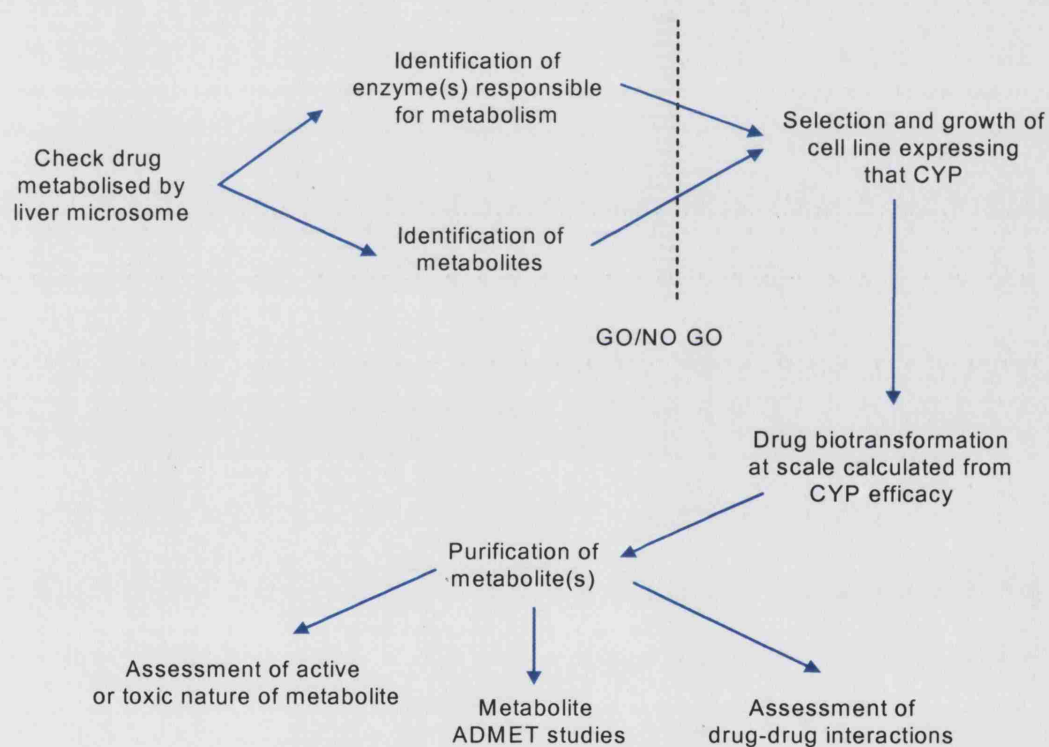 Identification of
enzyme(s) responsible
for metabolism
Check drug
metabolised by
liver microsome
Identification of
metabolites
Selection and growth of
cell line expressing
that CYP
GO/NO GO
Drug biotransformation
at scale calculated from
CYP efficacy
Purification of
metabolite(s)
Assessment of active
or toxic nature of metabolite
Metabolite
ADMET studies
Assessment of
drug-drug interactions